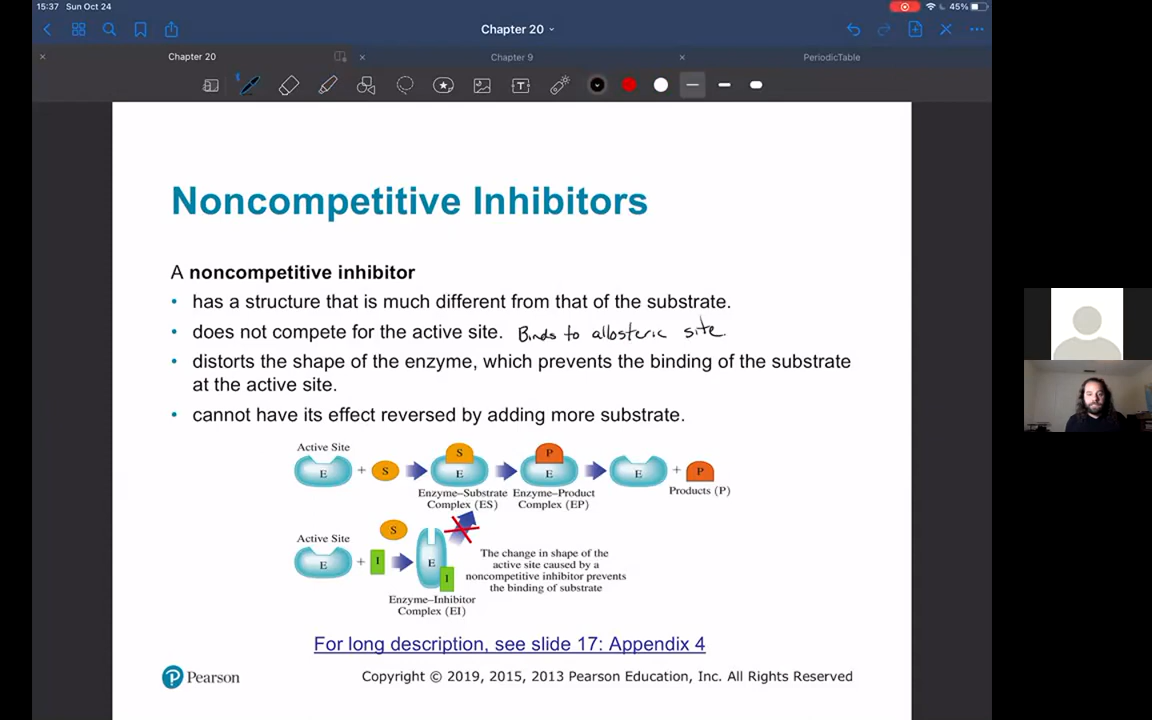 15:37 Sun Oct 24
45%
Chapter 20
Chapter 20
Chapter 9
PeriodicTable
Noncompetitive Inhibitors
A noncompetitive inhibitor
• has a structure that is much different from that of the substrate.
• does not compete for the active site. Binds to allosteric site.
• distorts the shape of the enzyme, which prevents the binding of the substrate
at the active site.
• cannot have its effect reversed by adding more substrate.
Active Site
E + S S E P E E + P
Enzyme–Substrate
Complex (ES)
Enzyme–Product
Complex (EP)
Products (P)
Active Site
S
E + I E I
The change in shape of the
active site caused by a
noncompetitive inhibitor prevents
the binding of substrate
Enzyme–Inhibitor
Complex (EI)
For long description, see slide 17: Appendix 4
P Pearson
Copyright © 2019, 2015, 2013 Pearson Education, Inc. All Rights Reserved